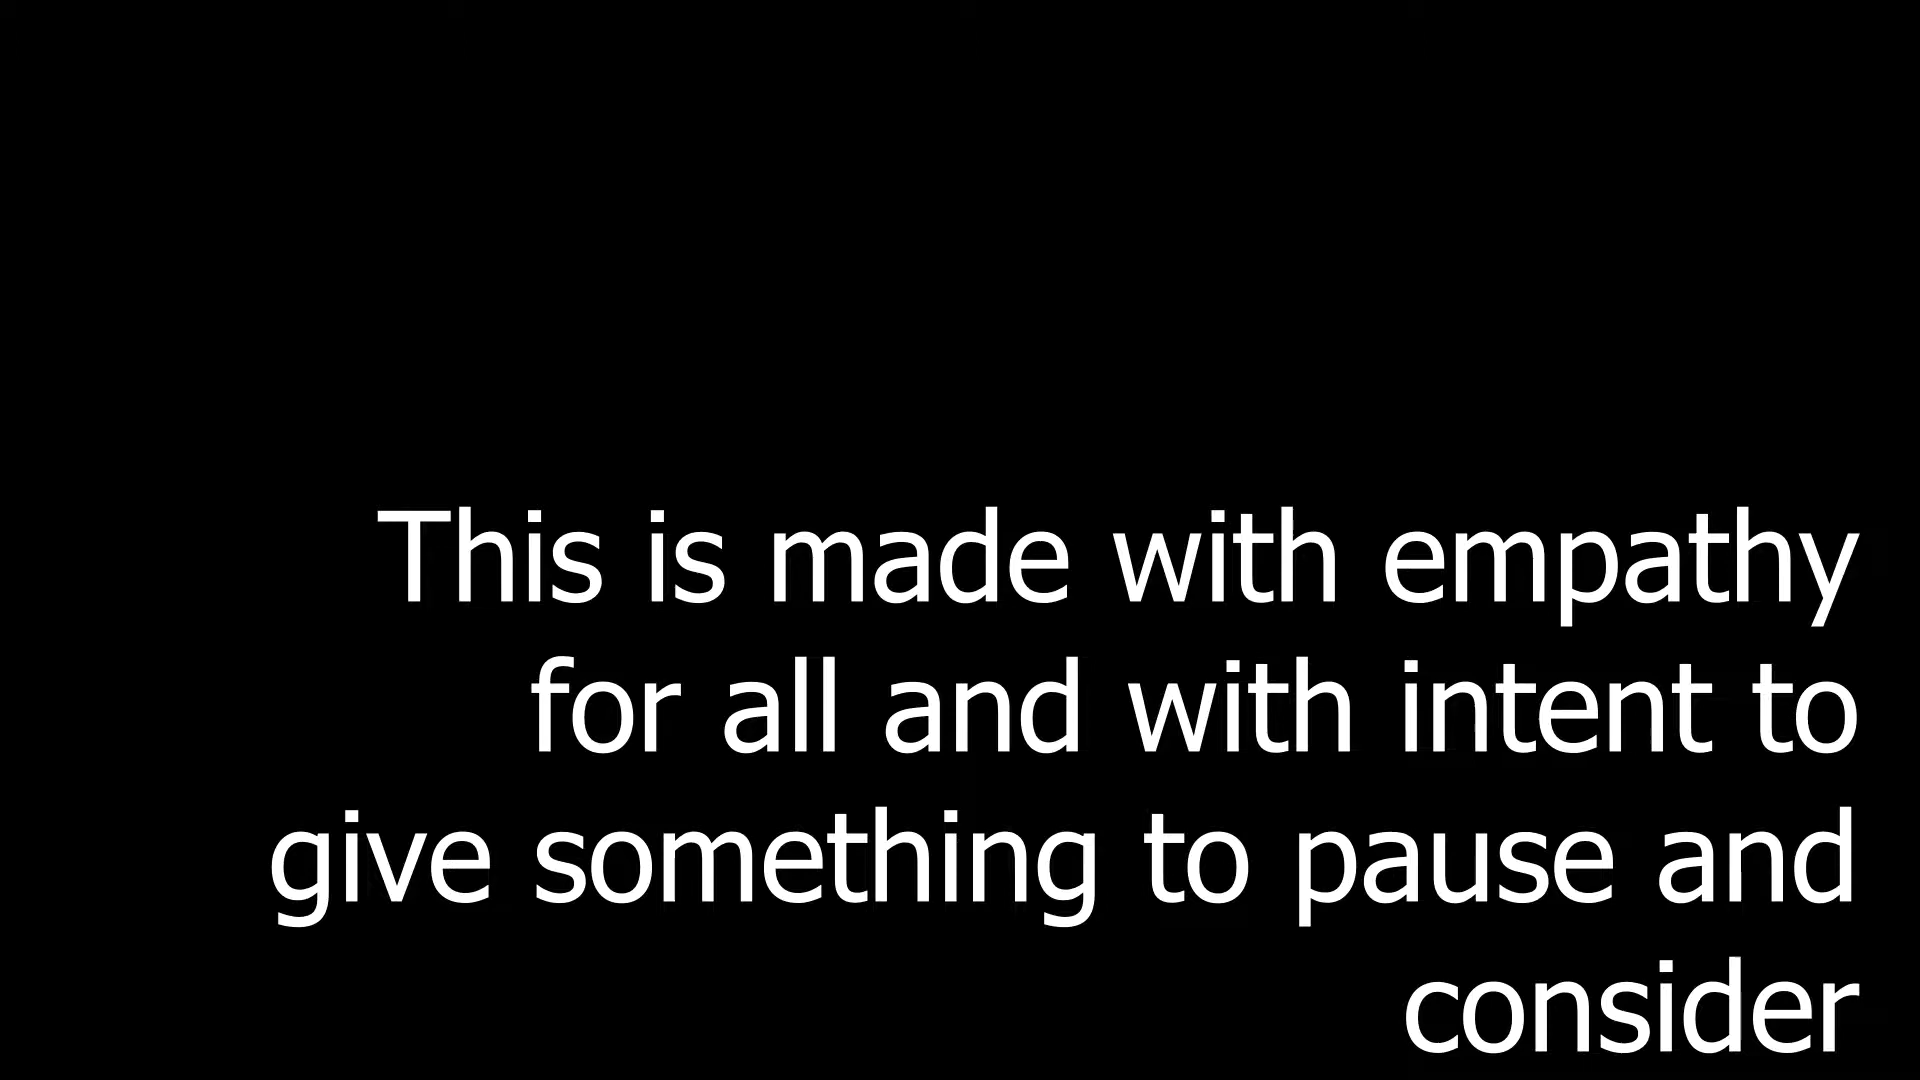 This is made with empathy
for all and with intent to
give something to pause and
consider